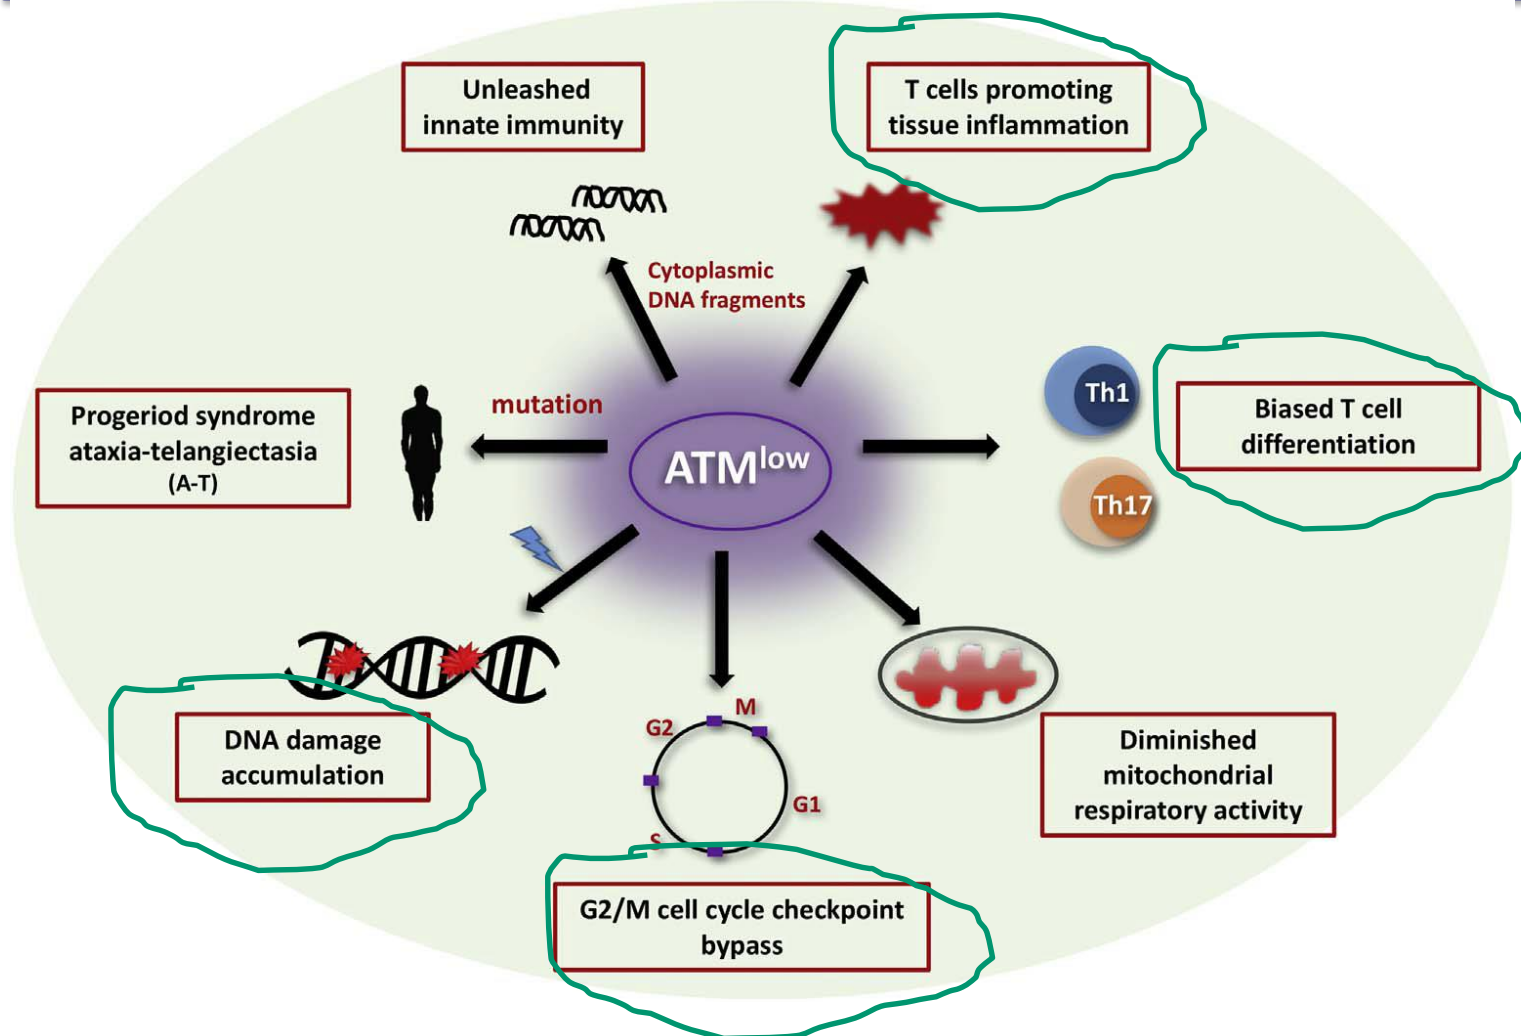 Unleashed
innate immunity
T cells promoting
tissue inflammation
Cytoplasmic
DNA fragments
Progeriod syndrome
ataxia-telangiectasia
(A-T)
mutation
ATMlow
Th1
Th17
Biased T cell
differentiation
DNA damage
accumulation
G2
M
G1
S
G2/M cell cycle checkpoint
bypass
Diminished
mitochondrial
respiratory activity